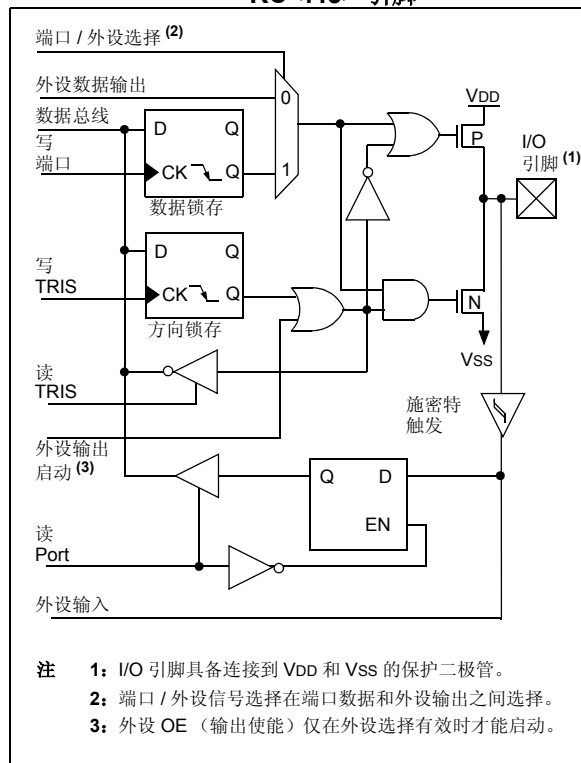 端口 / 外设选择 (2)
外设数据输出
数据总线
写
端口
D Q
CK Q
数据锁存
0
1
VDD
P
I/O
引脚 (1)
写
TRIS
D Q
CK Q
方向锁存
N
VSS
读
TRIS
施密特
触发
外设输出
启动 (3)
Q D
EN
读
Port
外设输入
注 1: I/O 引脚具备连接到 VDD 和 VSS 的保护二极管。
2: 端口 / 外设信号选择在端口数据和外设输出之间选择。
3: 外设 OE （输出使能）仅在外设选择有效时才能启动。